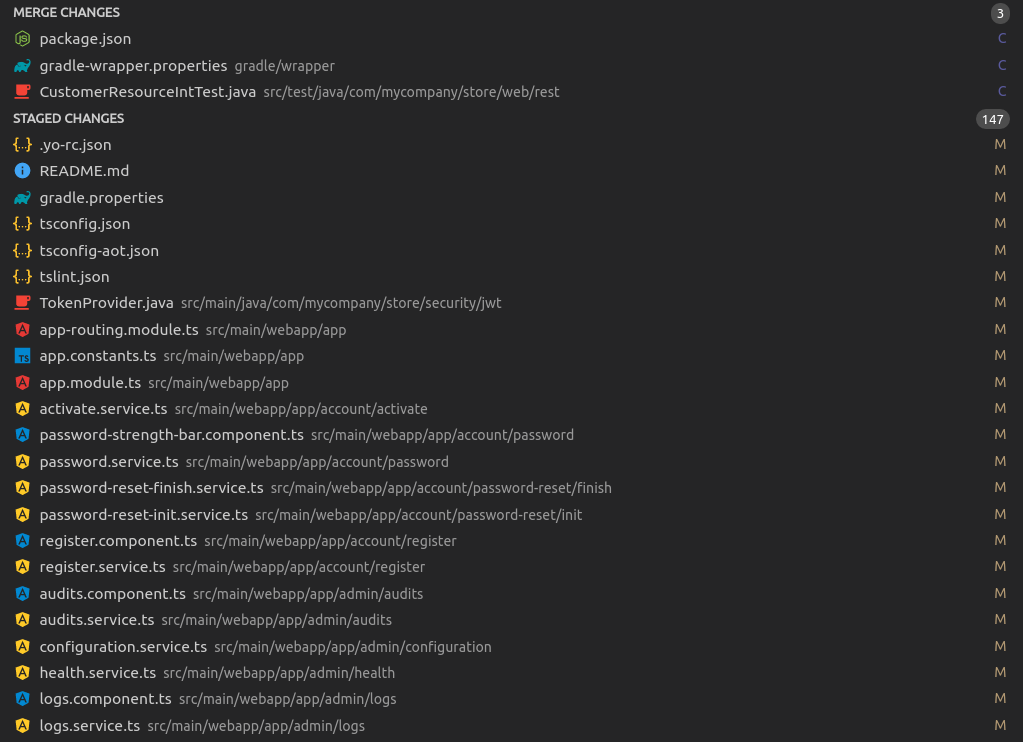 MERGE CHANGES 3
package.json C
gradle-wrapper.properties gradle/wrapper C
CustomerResourceIntTest.java src/test/java/com/mycompany/store/web/rest C
STAGED CHANGES 147
{..} .yo-rc.json M
README.md M
gradle.properties M
{..} tsconfig.json M
{..} tsconfig-aot.json M
{..} tslint.json M
TokenProvider.java src/main/java/com/mycompany/store/security/jwt M
A app-routing.module.ts src/main/webapp/app M
TS app.constants.ts src/main/webapp/app M
A app.module.ts src/main/webapp/app M
A activate.service.ts src/main/webapp/app/account/activate M
A password-strength-bar.component.ts src/main/webapp/app/account/password M
A password.service.ts src/main/webapp/app/account/password M
A password-reset-finish.service.ts src/main/webapp/app/account/password-reset/finish M
A password-reset-init.service.ts src/main/webapp/app/account/password-reset/init M
A register.component.ts src/main/webapp/app/account/register M
A register.service.ts src/main/webapp/app/account/register M
A audits.component.ts src/main/webapp/app/admin/audits M
A audits.service.ts src/main/webapp/app/admin/audits M
A configuration.service.ts src/main/webapp/app/admin/configuration M
A health.service.ts src/main/webapp/app/admin/health M
A logs.component.ts src/main/webapp/app/admin/logs M
A logs.service.ts src/main/webapp/app/admin/logs M